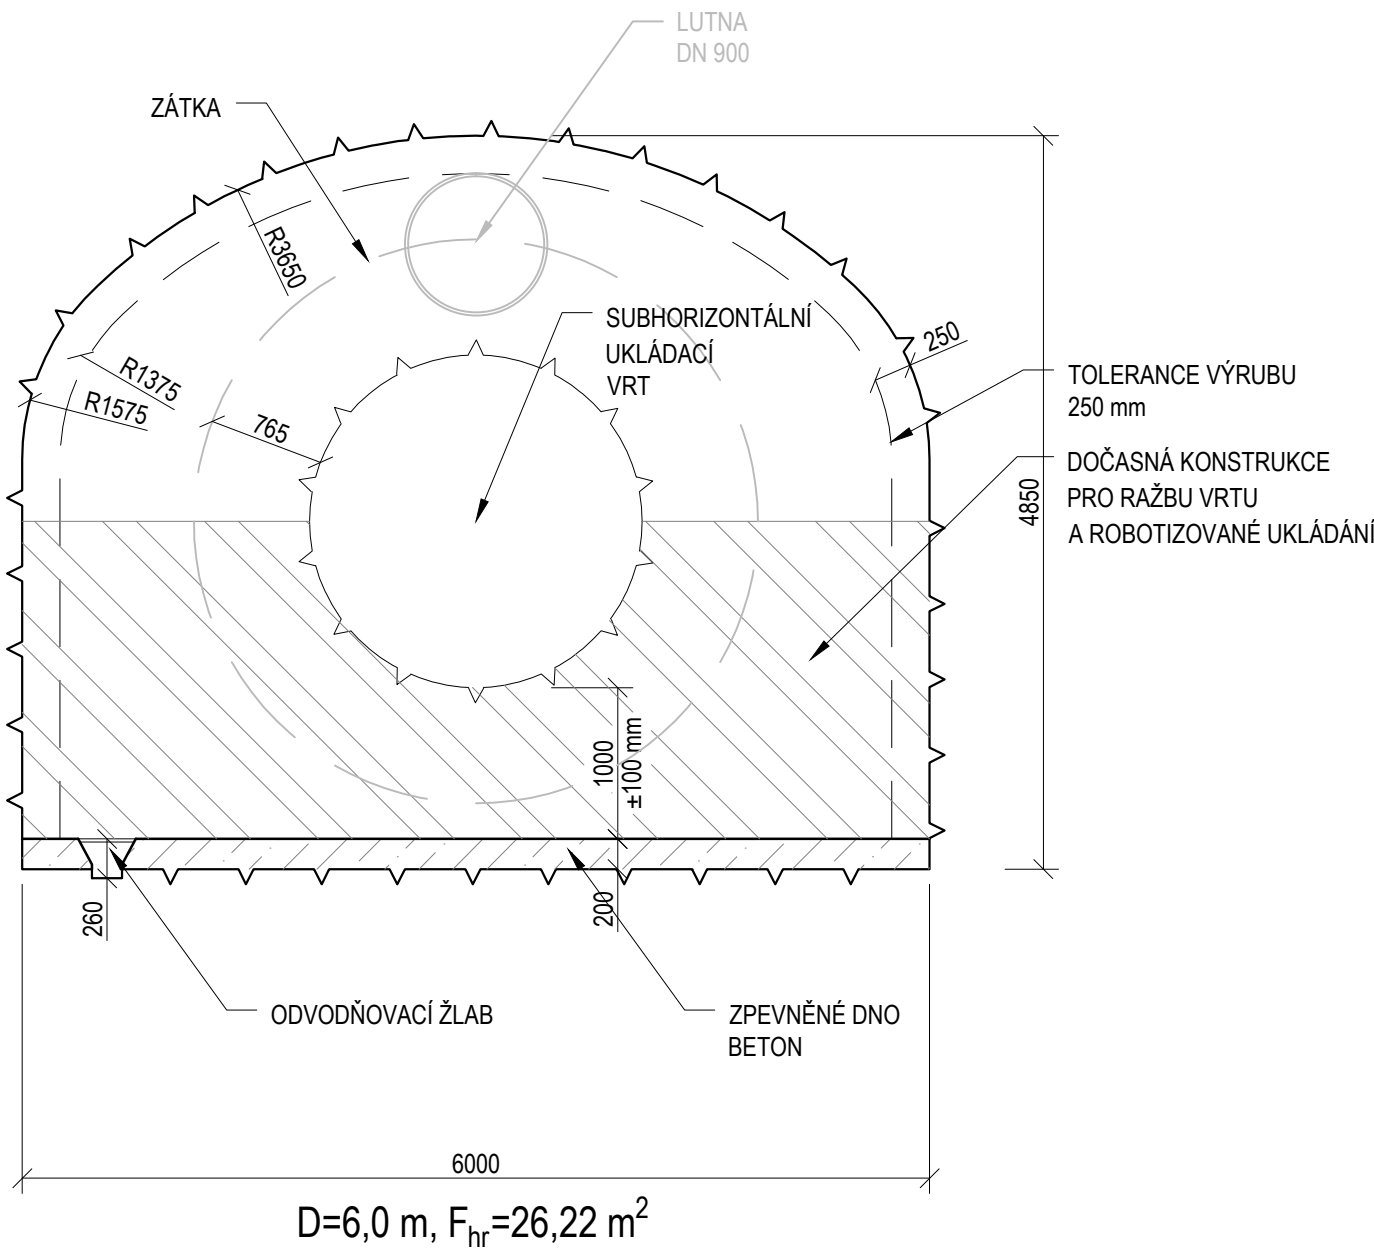 LUTNA
DN 900
ZÁTKA
R3650
SUBHORIZONTÁLNÍ
UKLÁDACÍ
VRT
250
R1375
R1575
TOLERANCE VÝRUBU
250 mm
765
DOČASNÁ KONSTRUKCE
PRO RAŽBU VRTU
A ROBOTIZOVANÉ UKLÁDÁNÍ
4850
1000
±100 mm
260
200
ODVODŇOVACÍ ŽLAB
ZPEVNĚNÉ DNO
BETON
6000
D=6,0 m, Fhr=26,22 m²